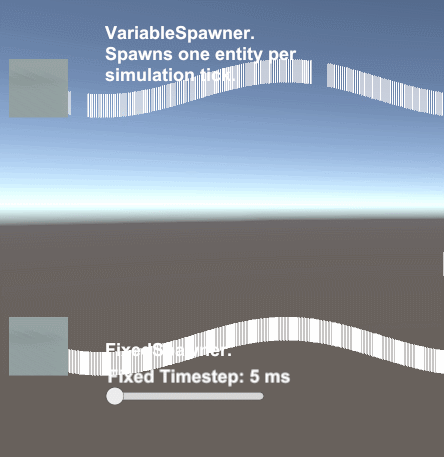 VariableSpawner.
Spawns one entity per
simulation tick.
FixedSpawner.
Fixed Timestep: 5 ms